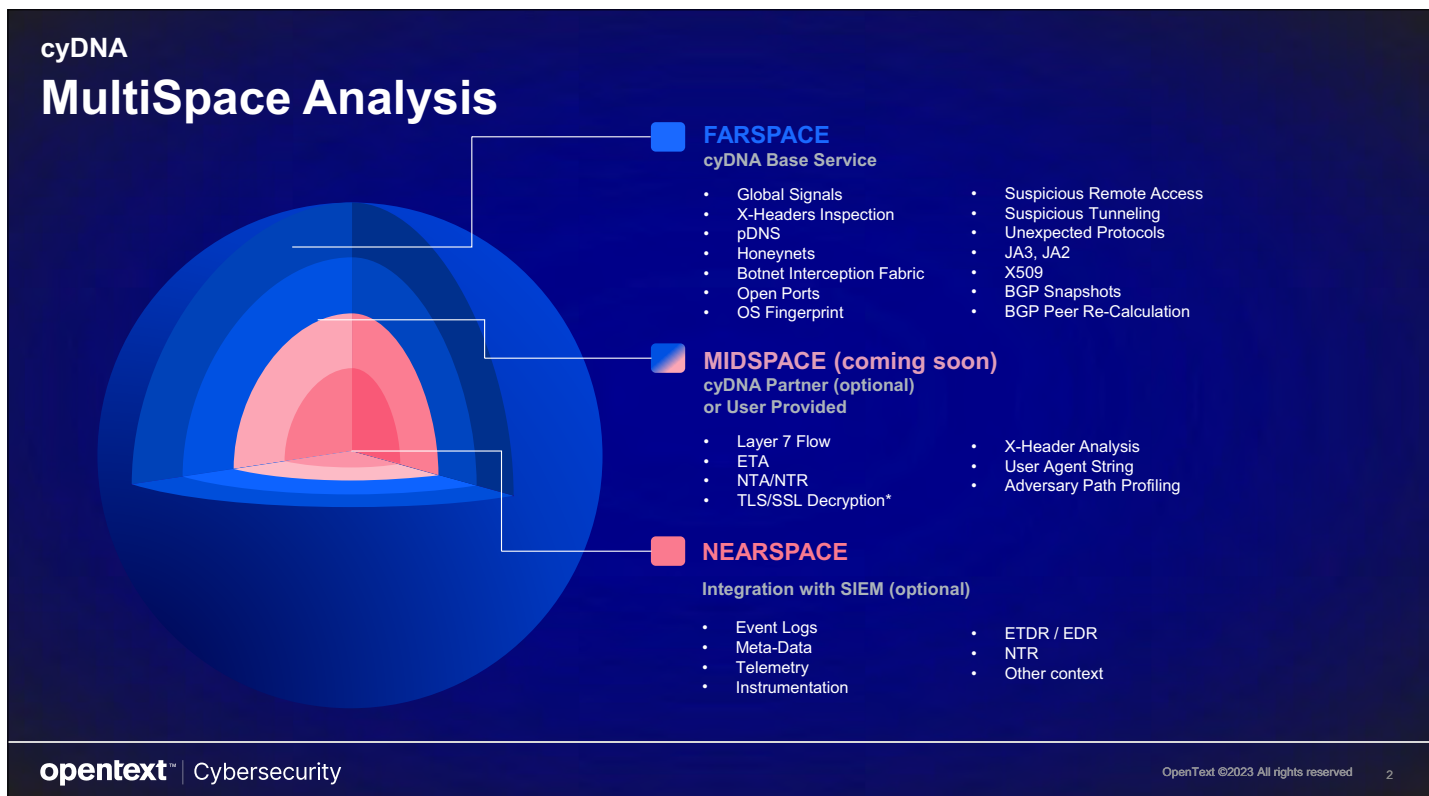 cyDNA
MultiSpace Analysis
FARSPACE
cyDNA Base Service
• Global Signals
• X-Headers Inspection
• pDNS
• Honeynets
• Botnet Interception Fabric
• Open Ports
• OS Fingerprint
• Suspicious Remote Access
• Suspicious Tunneling
• Unexpected Protocols
• JA3, JA2
• X509
• BGP Snapshots
• BGP Peer Re-Calculation
MIDSPACE (coming soon)
cyDNA Partner (optional)
or User Provided
• Layer 7 Flow
• ETA
• NTA/NTR
• TLS/SSL Decryption*
• X-Header Analysis
• User Agent String
• Adversary Path Profiling
NEARSPACE
Integration with SIEM (optional)
• Event Logs
• Meta-Data
• Telemetry
• Instrumentation
• ETDR / EDR
• NTR
• Other context
opentext™ | Cybersecurity
OpenText ©2023 All rights reserved 2